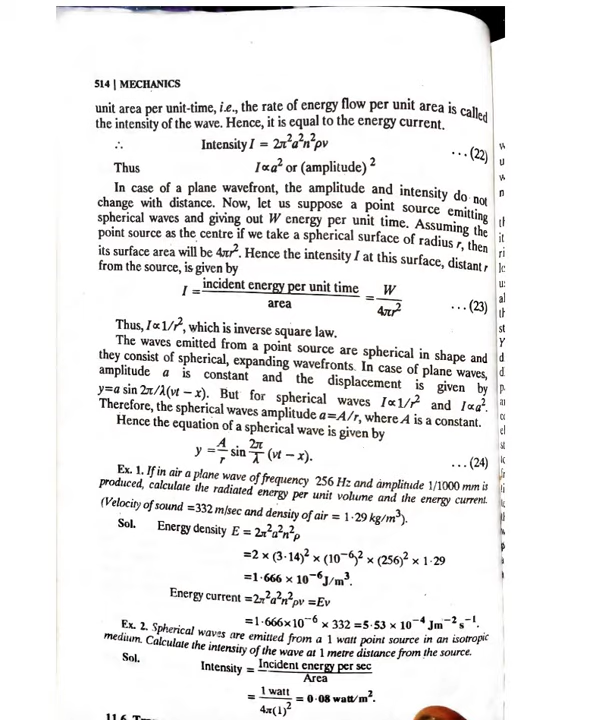 514 | MECHANICS
unit area per unit-time, i.e., the rate of energy flow per unit area is called
the intensity of the wave. Hence, it is equal to the energy current.
∴ Intensity I = 2π²a²n²ρv ...(22)
Thus I∝a² or (amplitude) ²
In case of a plane wavefront, the amplitude and intensity do not
change with distance. Now, let us suppose a point source emitting
spherical waves and giving out W energy per unit time. Assuming the
point source as the centre if we take a spherical surface of radius r, then
its surface area will be 4πr². Hence the intensity I at this surface, distant r
from the source, is given by
I = incident energy per unit time / area = W / 4πr² ...(23)
Thus, I∝1/r², which is inverse square law.
The waves emitted from a point source are spherical in shape and
they consist of spherical, expanding wavefronts. In case of plane waves,
amplitude a is constant and the displacement is given by
y=a sin 2π/λ(vt − x). But for spherical waves I∝1/r² and I∝a².
Therefore, the spherical waves amplitude a=A/r, where A is a constant.
Hence the equation of a spherical wave is given by
y = A/r sin 2π/λ (vt − x). ...(24)
Ex. 1. If in air a plane wave of frequency 256 Hz and amplitude 1/1000 mm is
produced, calculate the radiated energy per unit volume and the energy current.
(Velocity of sound =332 m/sec and density of air = 1·29 kg/m³).
Sol. Energy density E = 2π²a²n²ρ
=2 × (3·14)² × (10⁻⁶)² × (256)² × 1·29
=1·666 × 10⁻⁶J/m³.
Energy current =2π²a²n²ρv =Ev
=1·666×10⁻⁶ × 332 =5·53 × 10⁻⁴ Jm⁻²s⁻¹.
Ex. 2. Spherical waves are emitted from a 1 watt point source in an isotropic
medium. Calculate the intensity of the wave at 1 metre distance from the source.
Sol. Intensity = Incident energy per sec / Area
= 1 watt / 4π(1)² = 0·08 watt/m².
11.6